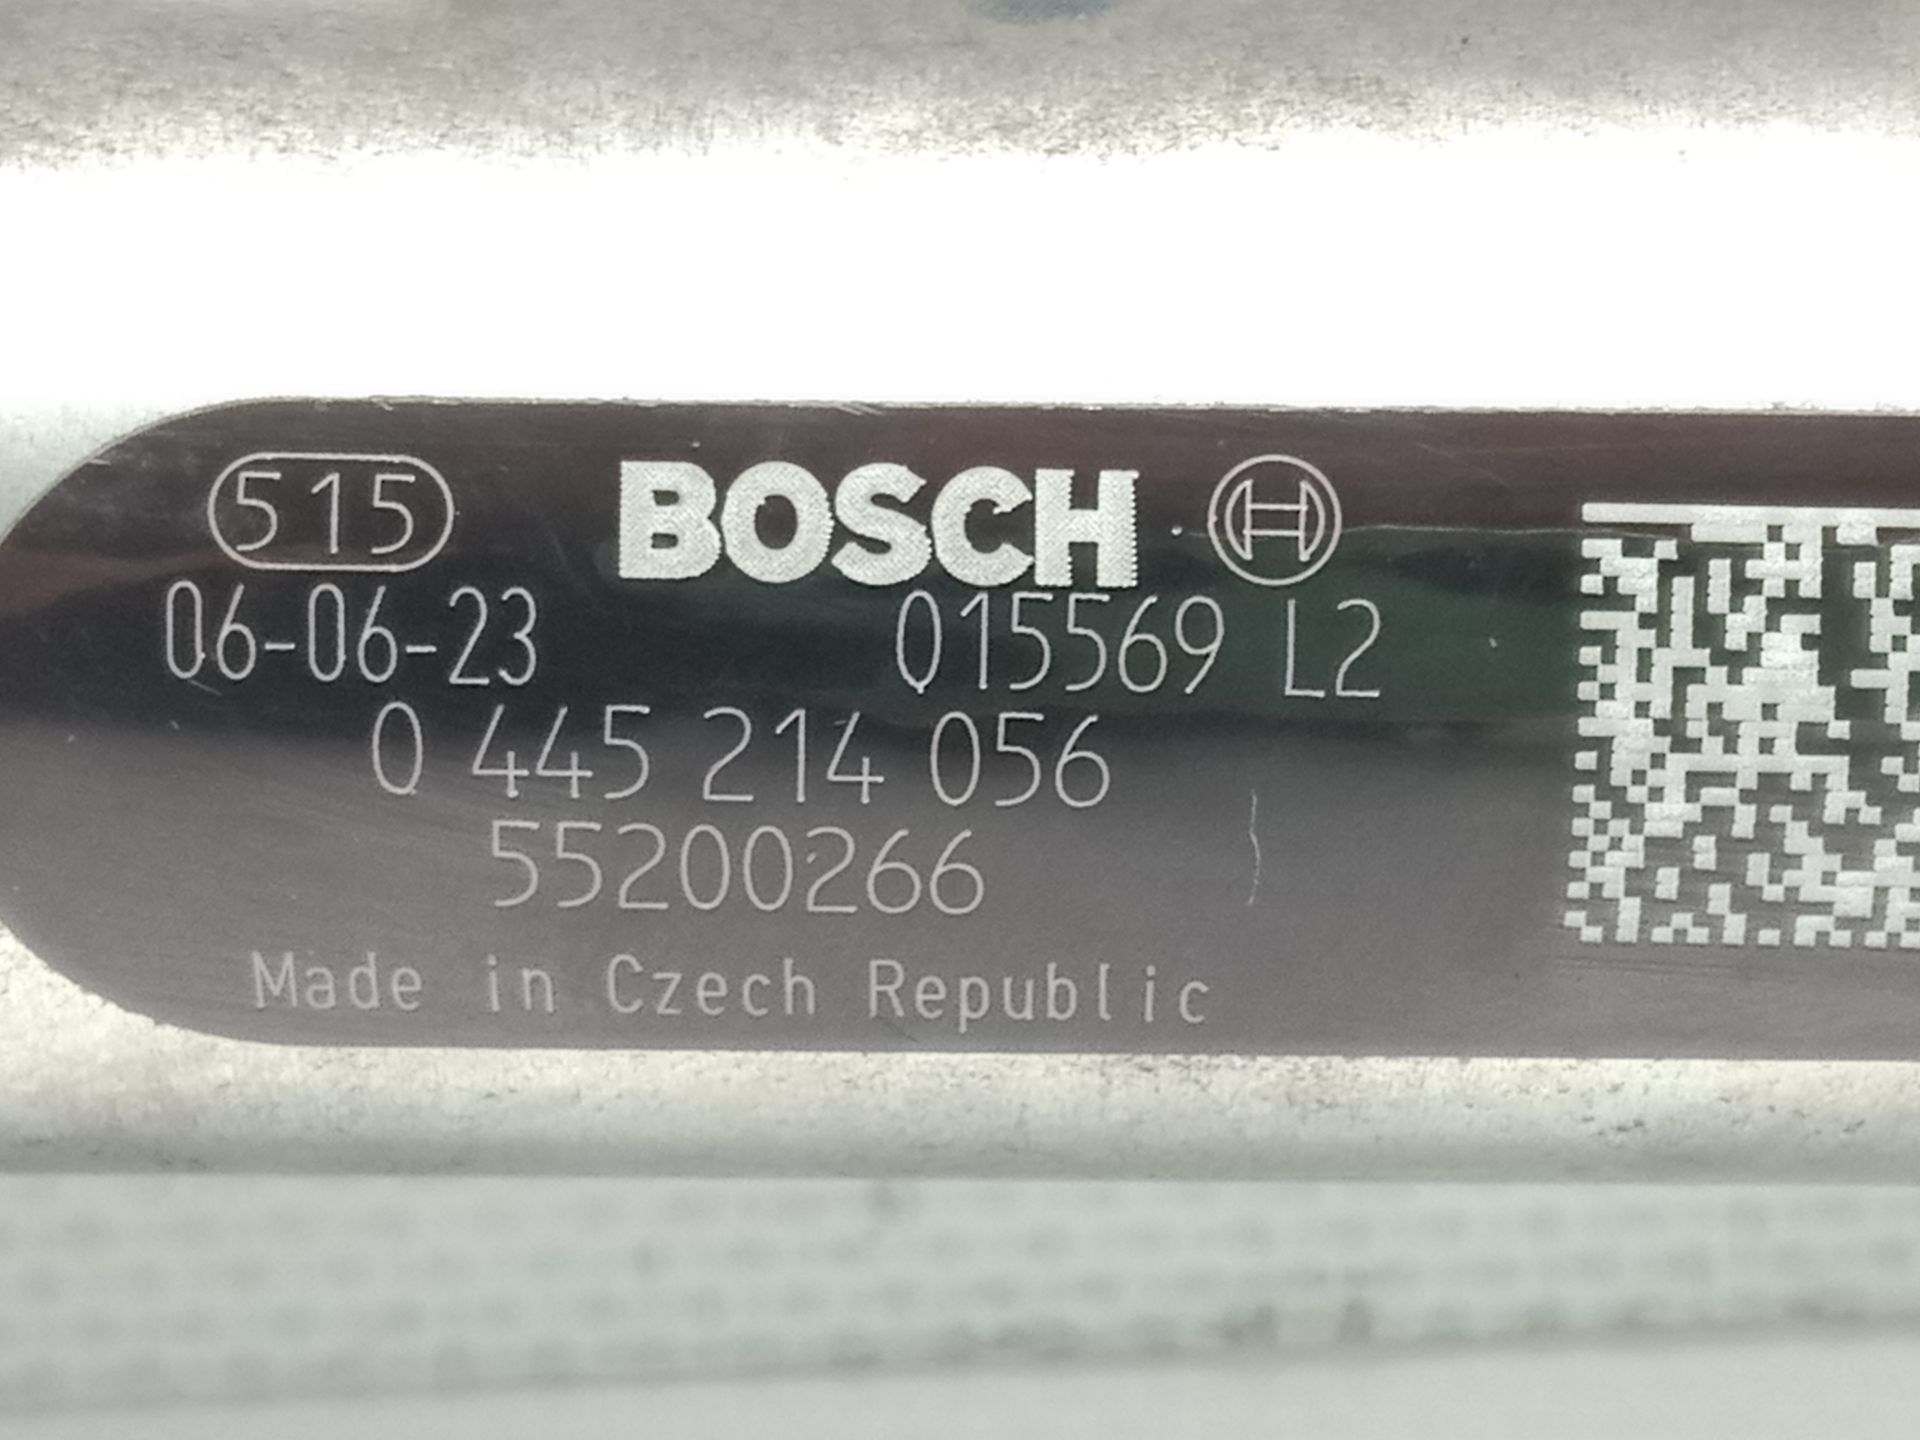 515 BOSCH
06-06-23 015569 L2
0 445 214 056
55200266
Made in Czech Republic